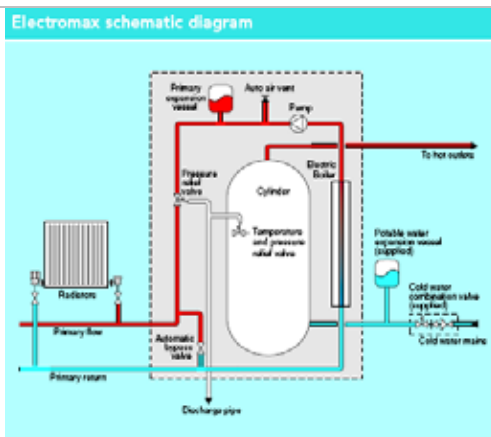 Electromax schematic diagram
Primary
expansion
vessel
Auto air vent
Pump
To hot outlets
Electric
Boiler
Pressure
relief
valve
Cylinder
Temperature
and pressure
relief valve
Potable water
expansion vessel
(supplied)
Cold water
combination valve
(supplied)
Radiators
Primary flow
Automatic
bypass
valve
Cold water mains
Primary return
Discharge pipe